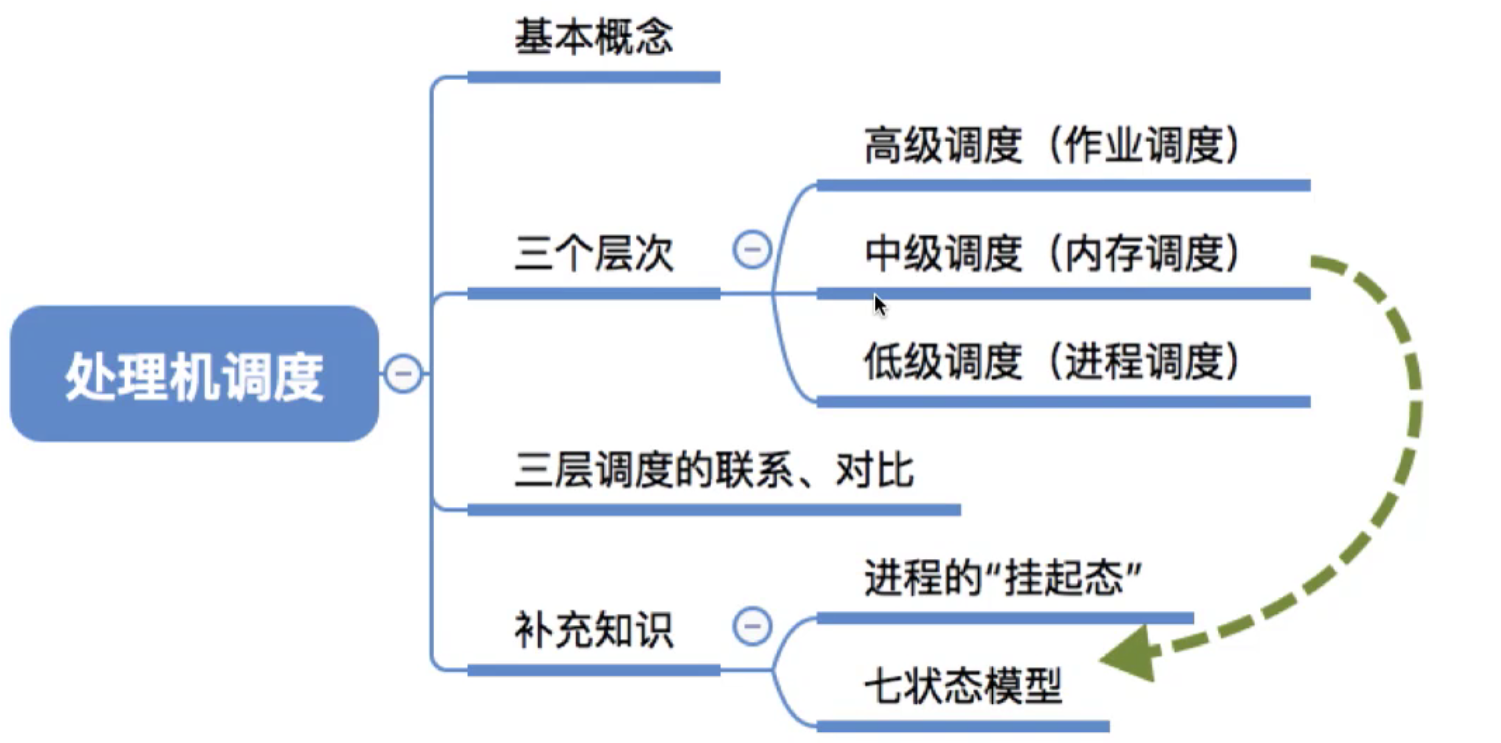 处理机调度
基本概念
三个层次
高级调度（作业调度）
中级调度（内存调度）
低级调度（进程调度）
三层调度的联系、对比
补充知识
进程的“挂起态”
七状态模型